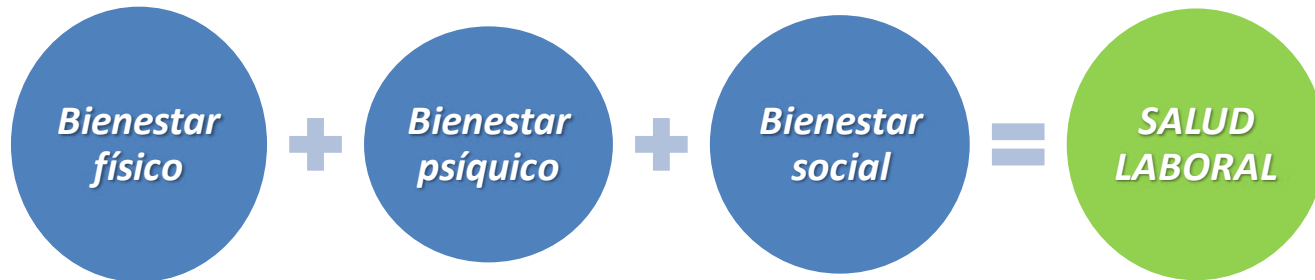 Bienestar
físico
+
Bienestar
psíquico
+
Bienestar
social
=
SALUD
LABORAL